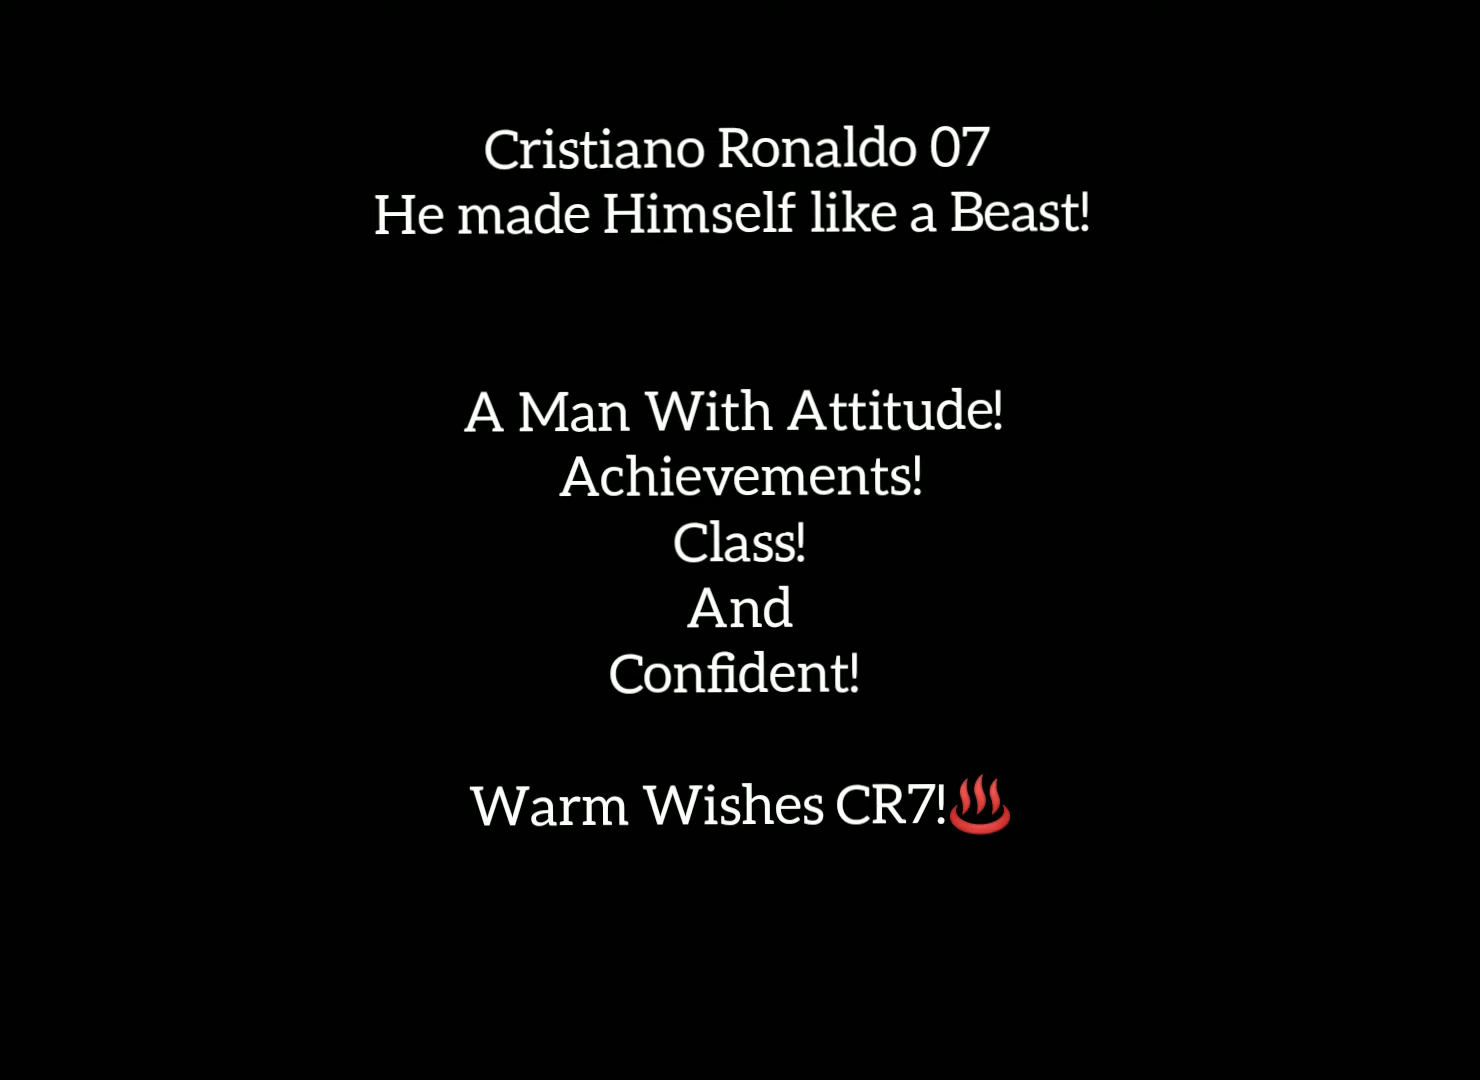 Cristiano Ronaldo 07
He made Himself like a Beast!
A Man With Attitude!
Achievements!
Class!
And
Confident!
Warm Wishes CR7!♨️